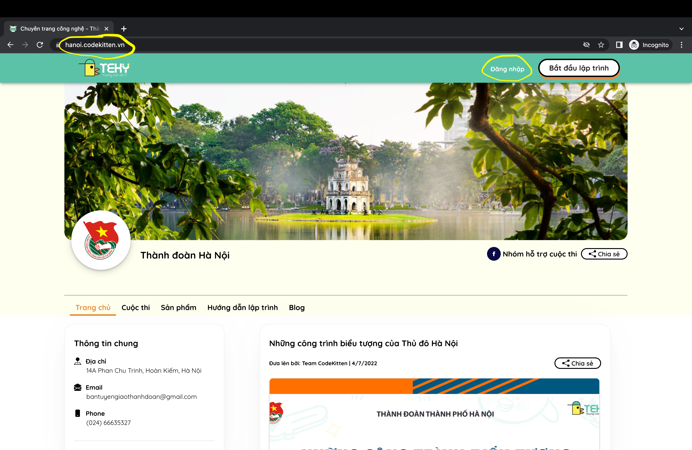 Chuyên trang công nghệ - Thà
hanoi.codekitten.vn
Incognito
TEKY
Đăng nhập
Bắt đầu lập trình
Thành đoàn Hà Nội
Nhóm hỗ trợ cuộc thi
Chia sẻ
Trang chủ Cuộc thi Sản phẩm Hướng dẫn lập trình Blog
Thông tin chung
Địa chỉ
14A Phan Chu Trinh, Hoàn Kiếm, Hà Nội
Email
bantuyengiaothanhdoan@gmail.com
Phone
(024) 66635327
Những công trình biểu tượng của Thủ đô Hà Nội
Đưa lên bởi: Team CodeKitten | 4/7/2022
Chia sẻ
THÀNH ĐOÀN THÀNH PHỐ HÀ NỘI